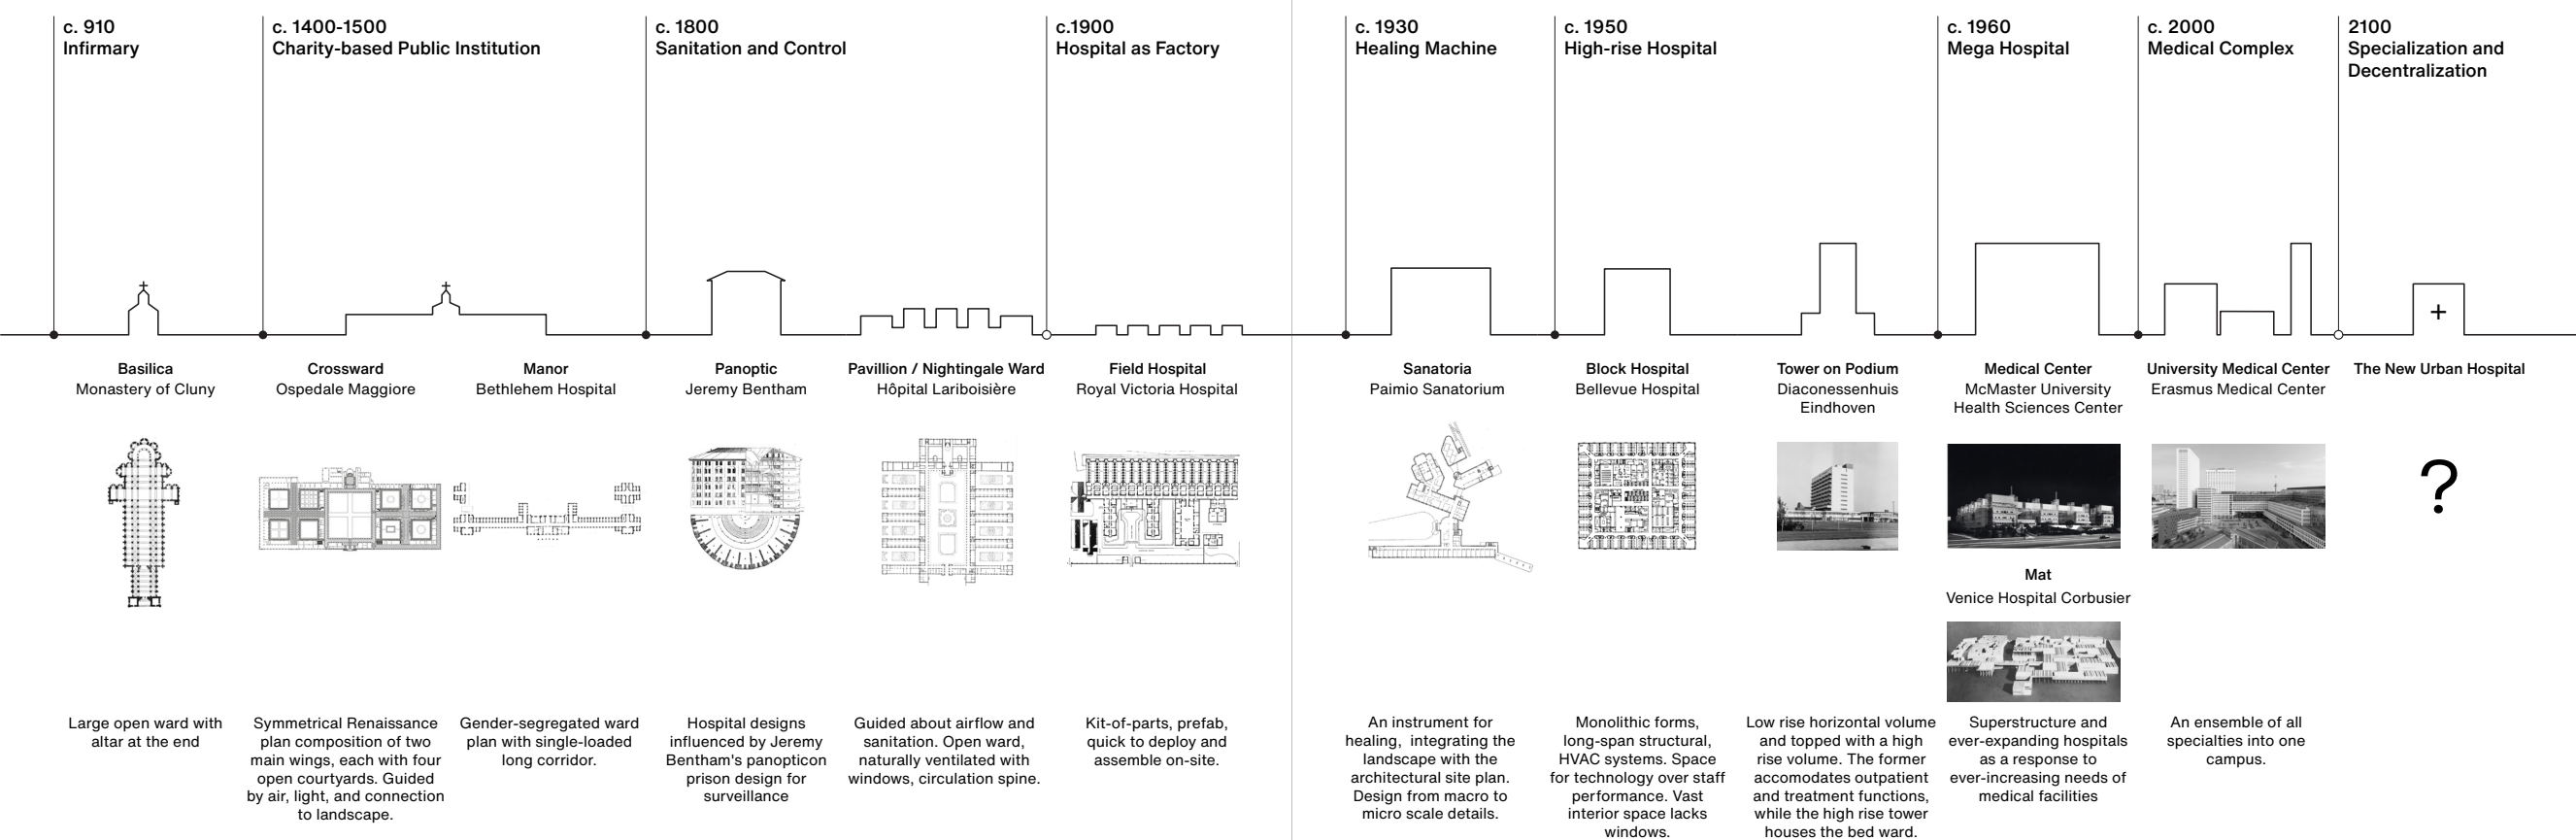 c. 910
Infirmary
c. 1400-1500
Charity-based Public Institution
c. 1800
Sanitation and Control
c.1900
Hospital as Factory
c. 1930
Healing Machine
c. 1950
High-rise Hospital
c. 1960
Mega Hospital
c. 2000
Medical Complex
2100
Specialization and
Decentralization
Basilica
Monastery of Cluny
Crossward
Ospedale Maggiore
Manor
Bethlehem Hospital
Panoptic
Jeremy Bentham
Pavillion / Nightingale Ward
Hôpital Lariboisière
Field Hospital
Royal Victoria Hospital
Sanatoria
Paimio Sanatorium
Block Hospital
Bellevue Hospital
Tower on Podium
Diaconessenhuis
Eindhoven
Medical Center
McMaster University
Health Sciences Center
University Medical Center
Erasmus Medical Center
The New Urban Hospital
?
Mat
Venice Hospital Corbusier
Large open ward with
altar at the end
Symmetrical Renaissance
plan composition of two
main wings, each with four
open courtyards. Guided
by air, light, and connection
to landscape.
Gender-segregated ward
plan with single-loaded
long corridor.
Hospital designs
influenced by Jeremy
Bentham's panopticon
prison design for
surveillance
Guided about airflow and
sanitation. Open ward,
naturally ventilated with
windows, circulation spine.
Kit-of-parts, prefab,
quick to deploy and
assemble on-site.
An instrument for
healing, integrating the
landscape with the
architectural site plan.
Design from macro to
micro scale details.
Monolithic forms,
long-span structural,
HVAC systems. Space
for technology over staff
performance. Vast
interior space lacks
windows.
Low rise horizontal volume
and topped with a high
rise volume. The former
accomodates outpatient
and treatment functions,
while the high rise tower
houses the bed ward.
Superstructure and
ever-expanding hospitals
as a response to
ever-increasing needs of
medical facilities
An ensemble of all
specialties into one
campus.